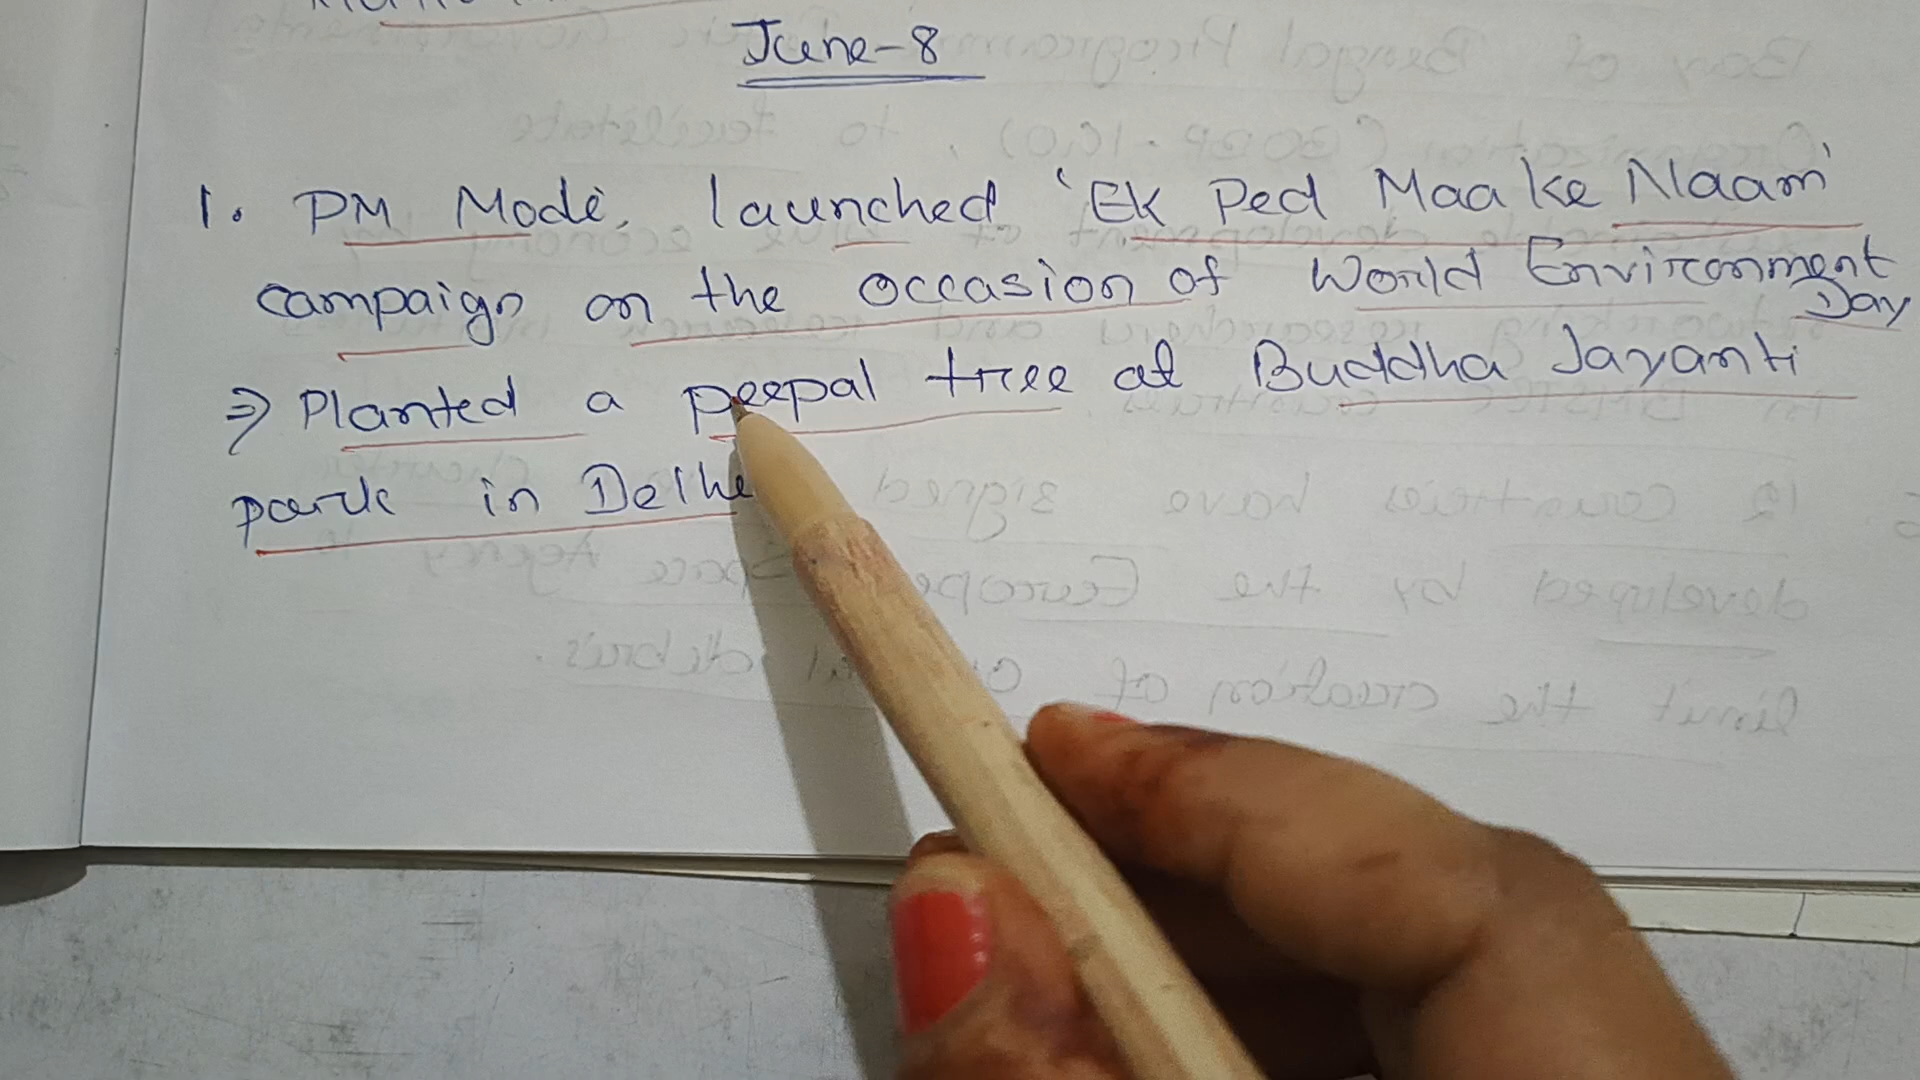 June-8
1. PM Modi, launched 'Ek Ped Maa ke Naam'
campaign on the occasion of World Environment
Day
⇒ Planted a peepal tree at Buddha Jayanti
park in Delhi